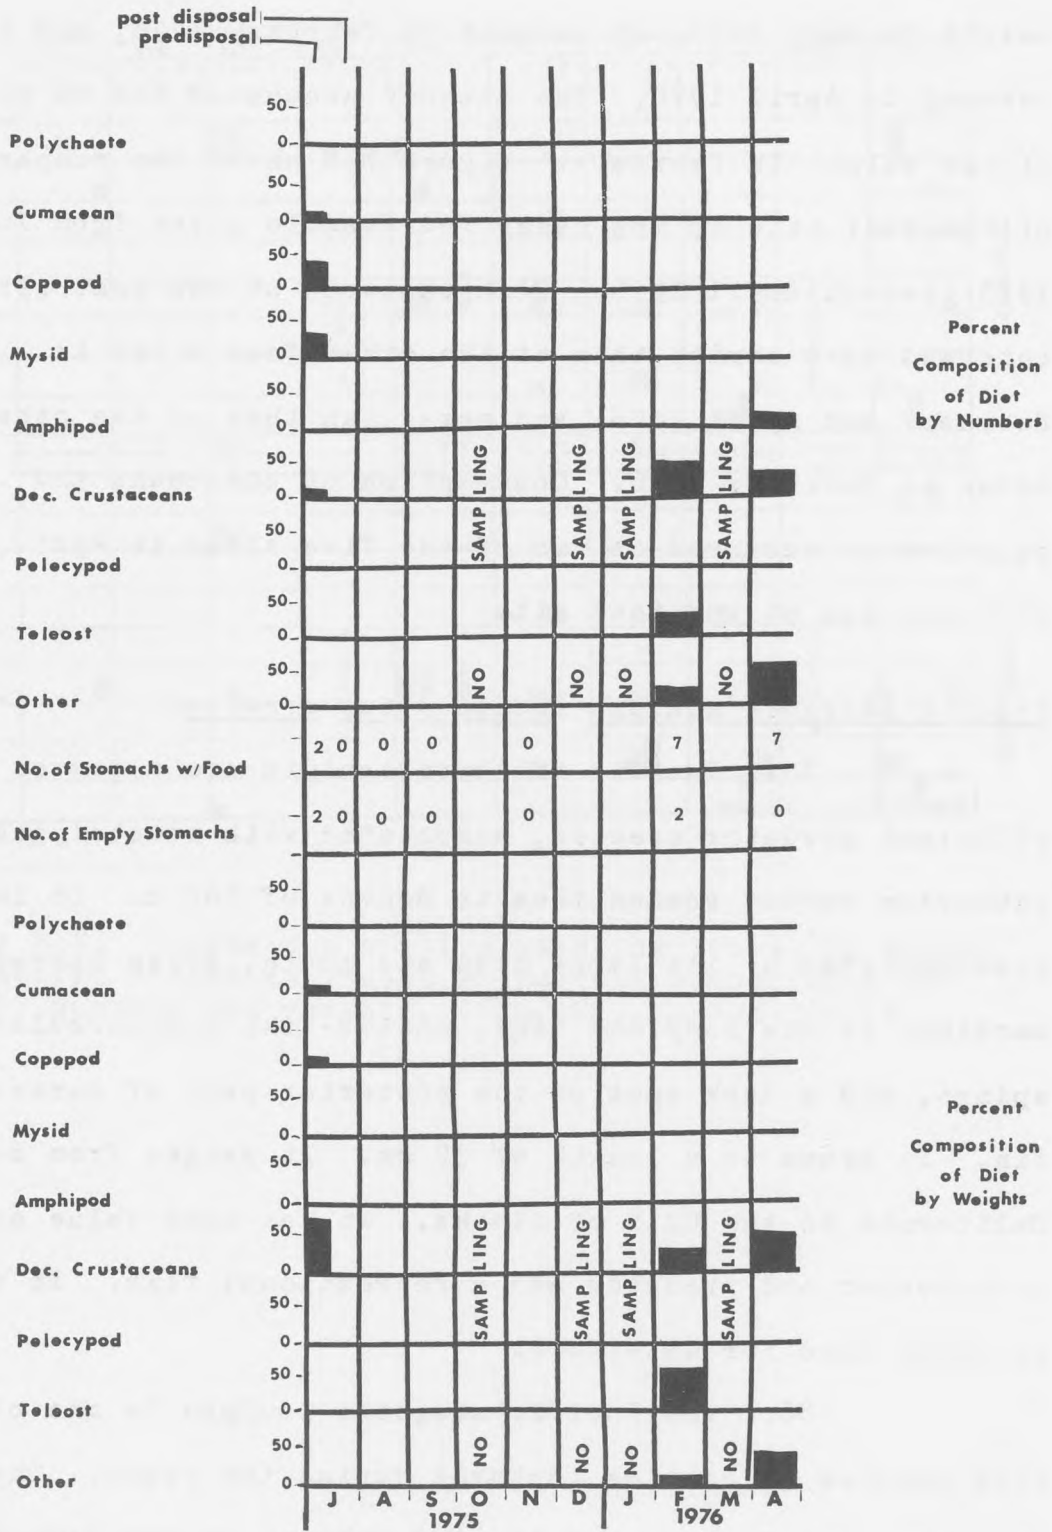 post disposal
predisposal
50
Polychaete 0
50
Cumacean 0
50
Copepod 0
50
Mysid 0
50
Amphipod 0
50
Dec. Crustaceans 0
50
Pelecypod 0
50
Teleost 0
50
Other 0
NO SAMPLING
NO SAMPLING
NO SAMPLING
NO SAMPLING
Percent
Composition
of Diet
by Numbers
2 0 0 0 0 7 7
No. of Stomachs w/Food
2 0 0 0 0 2 0
No. of Empty Stomachs
50
Polychaete 0
50
Cumacean 0
50
Copepod 0
50
Mysid 0
50
Amphipod 0
50
Dec. Crustaceans 0
50
Pelecypod 0
50
Teleost 0
50
Other 0
NO SAMPLING
NO SAMPLING
NO SAMPLING
NO SAMPLING
Percent
Composition
of Diet
by Weights
J A S O N D J F M A
1975 1976